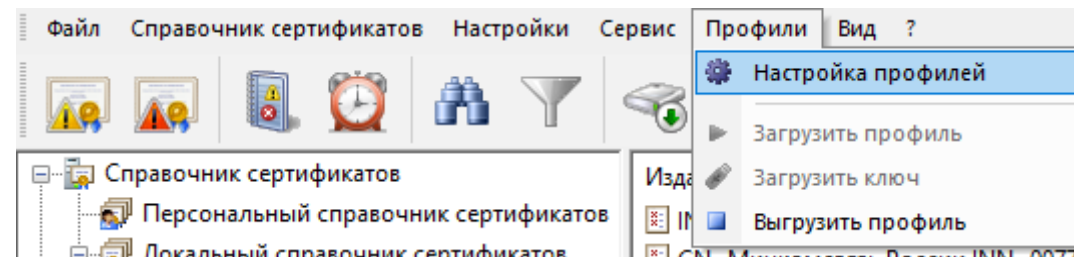 Файл Справочник сертификатов Настройки Сервис Профили Вид ?
Настройка профилей
Загрузить профиль
Загрузить ключ
Выгрузить профиль
Справочник сертификатов
Персональный справочник сертификатов
Локальный справочник сертификатов
Изда